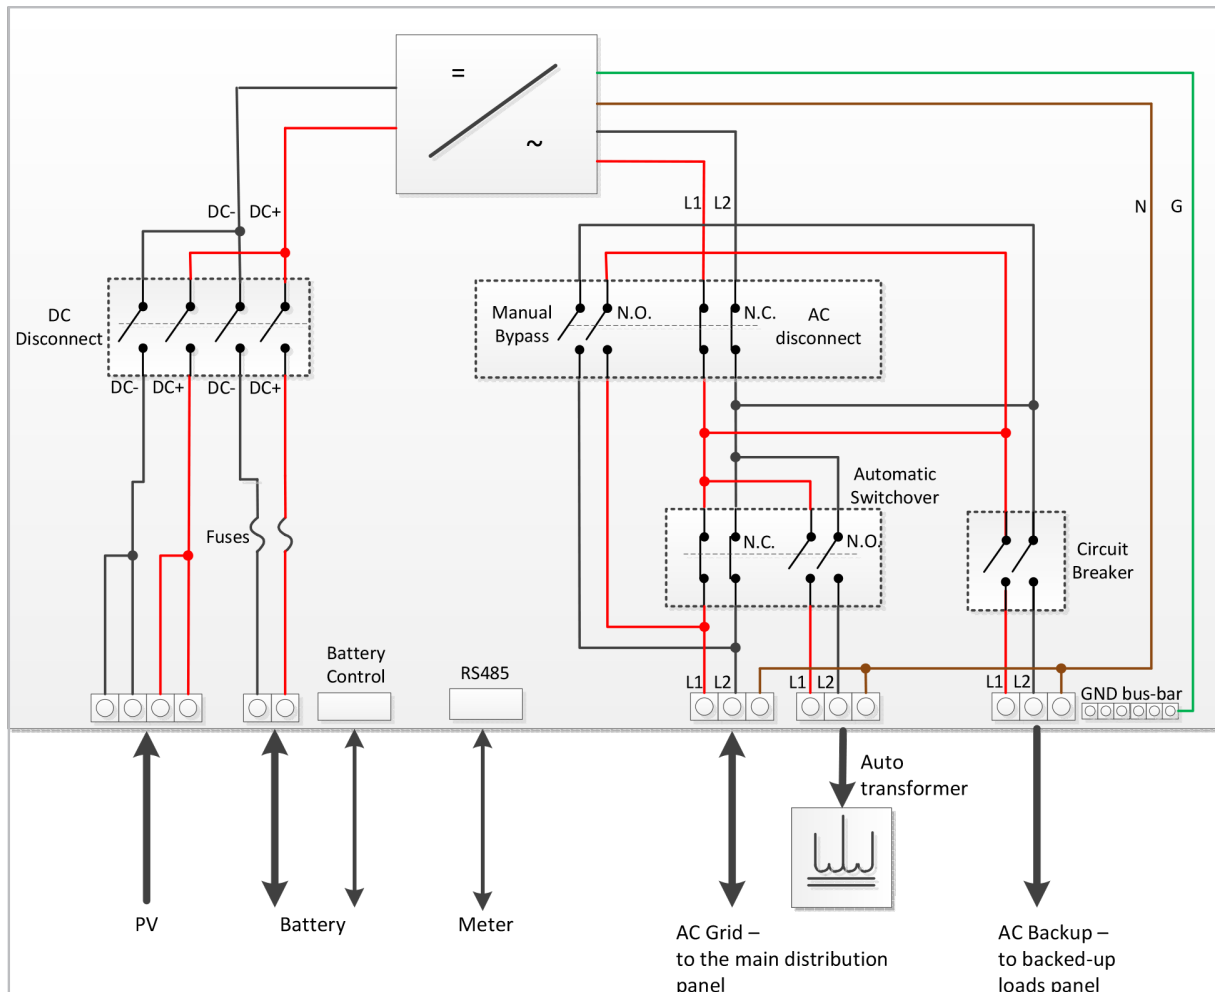 =
~
L1 L2
N G
DC- DC+
DC
Disconnect
Manual
Bypass
N.O.
N.C.
AC
disconnect
DC- DC+ DC- DC+
Automatic
Switchover
Fuses
N.C.
N.O.
Circuit
Breaker
Battery
Control
RS485
L1 L2
L1 L2
L1 L2
GND bus-bar
Auto
transformer
PV
Battery
Meter
AC Grid –
to the main distribution
panel
AC Backup –
to backed-up
loads panel